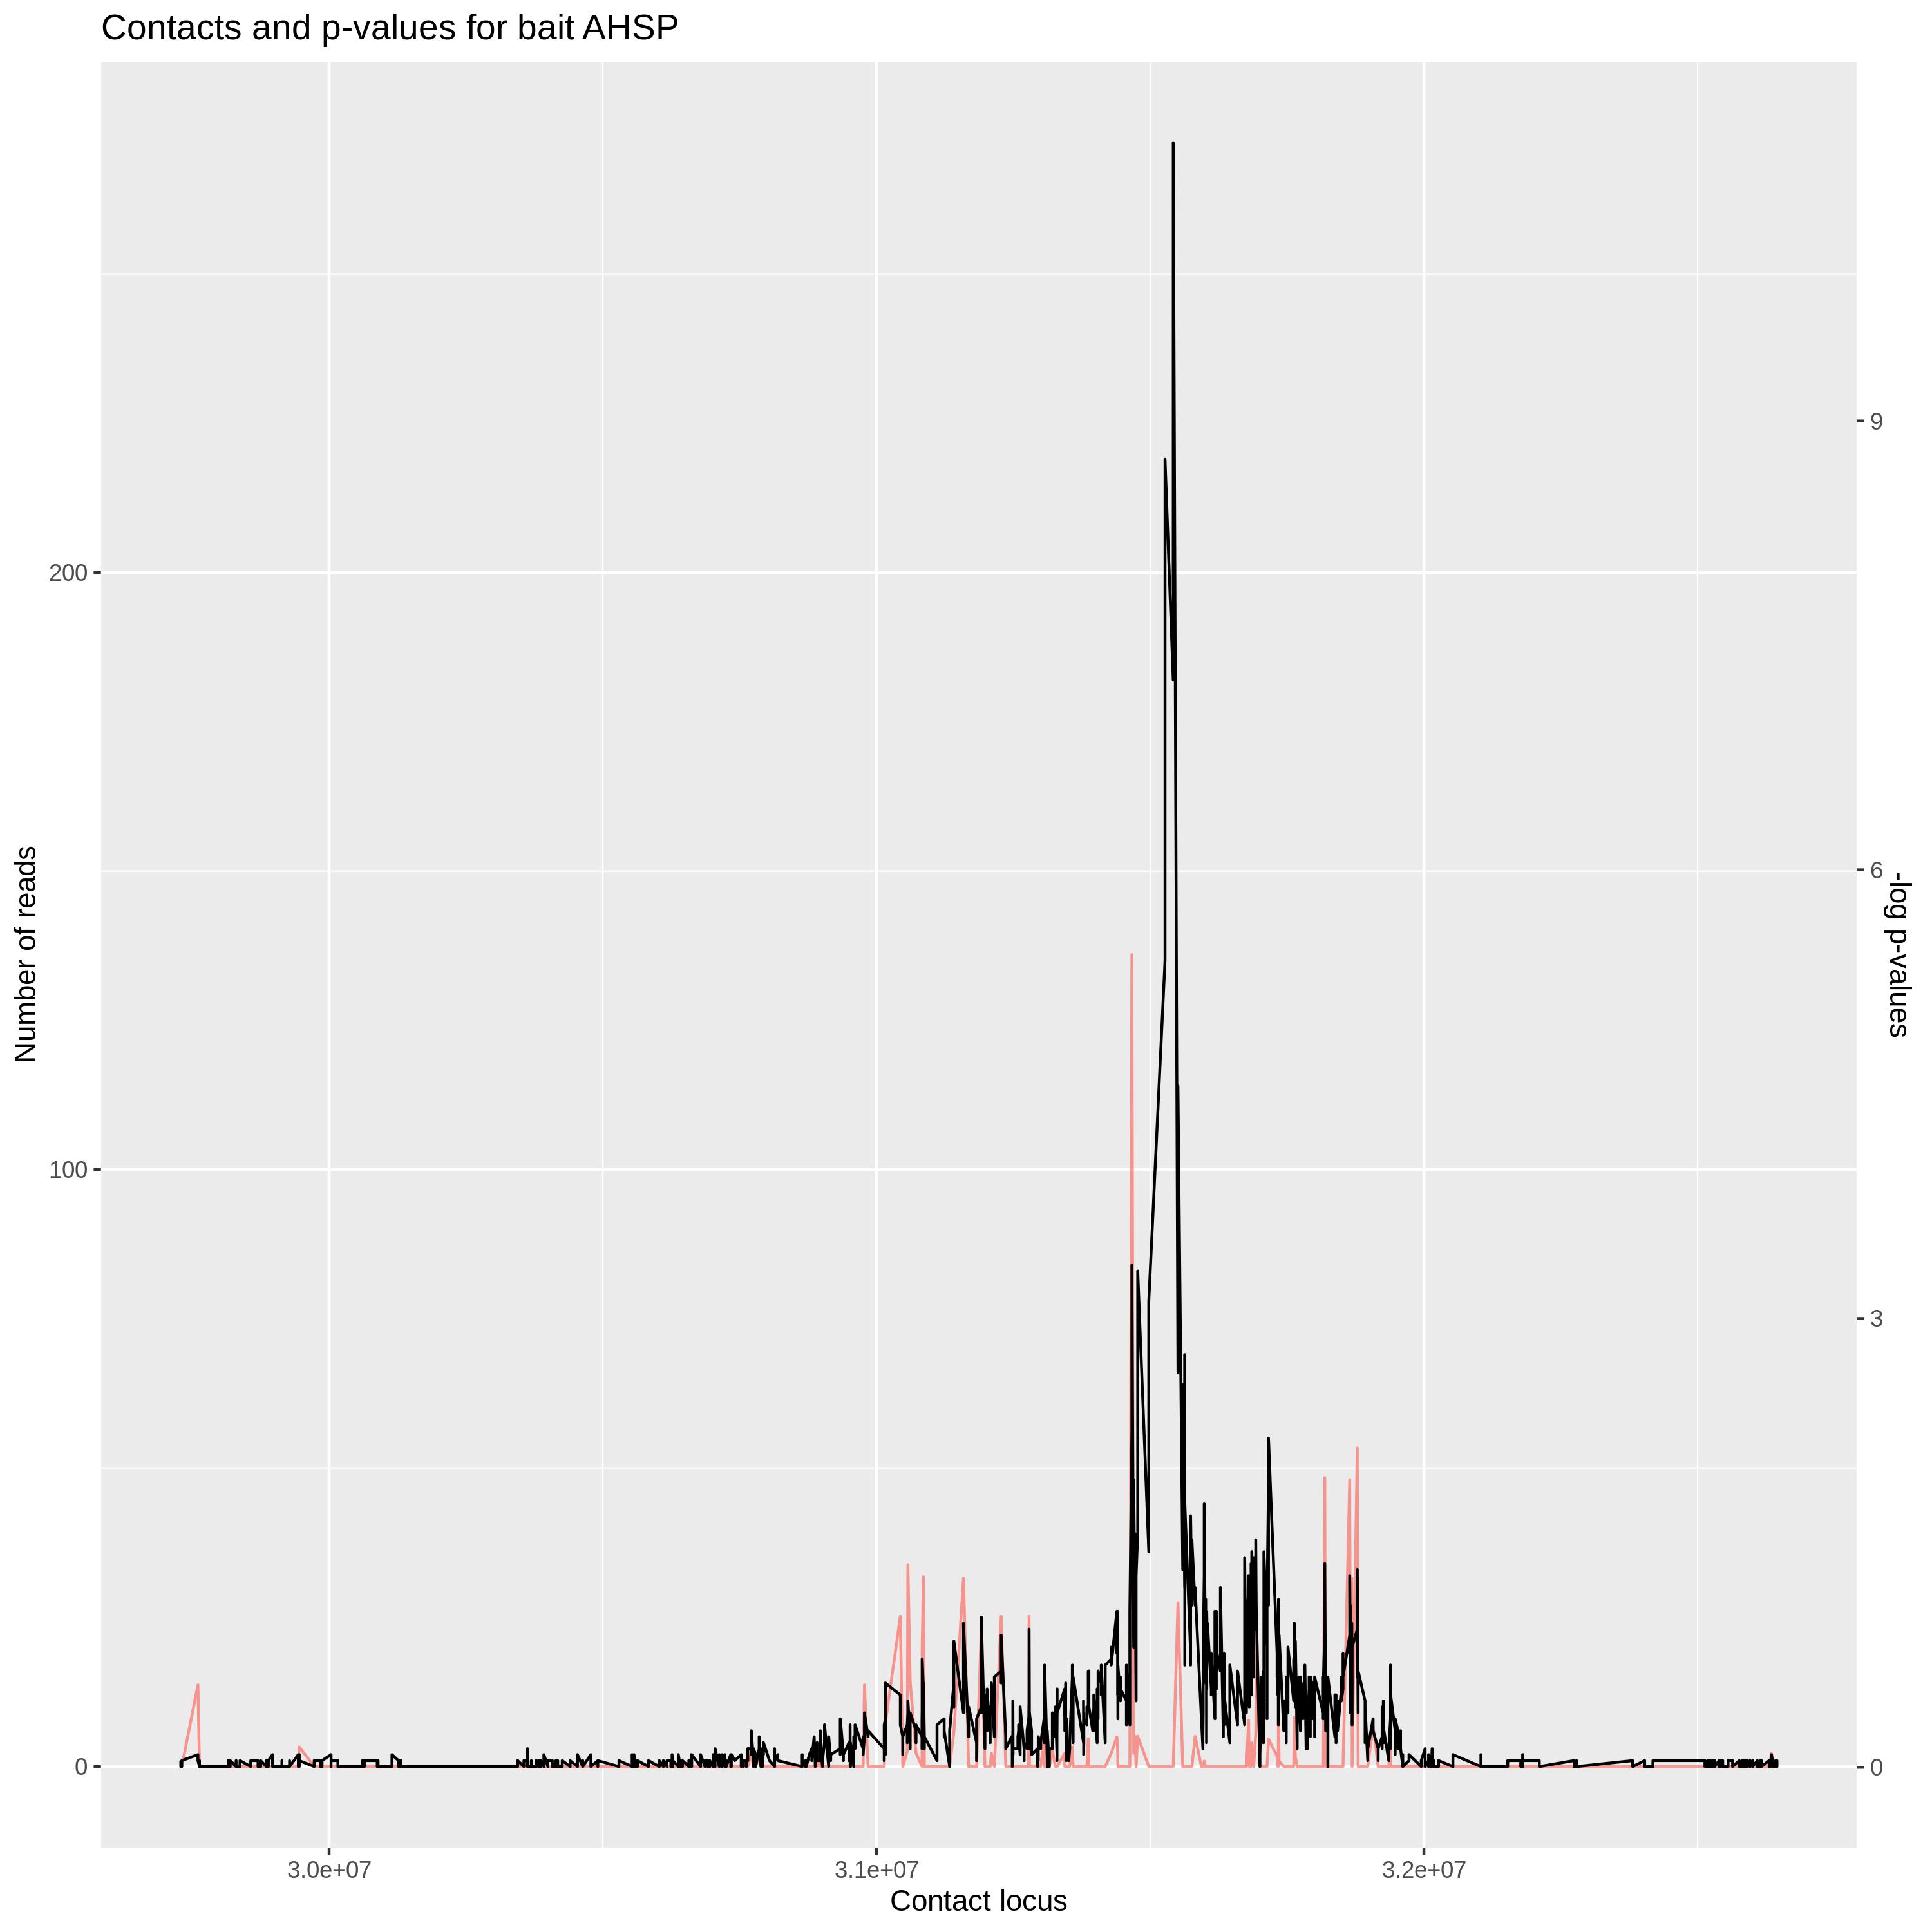 Contacts and p-values for bait AHSP
Number of reads
200
100
0
9
6
3
0
-log p-values
3.0e+07
3.1e+07
3.2e+07
Contact locus